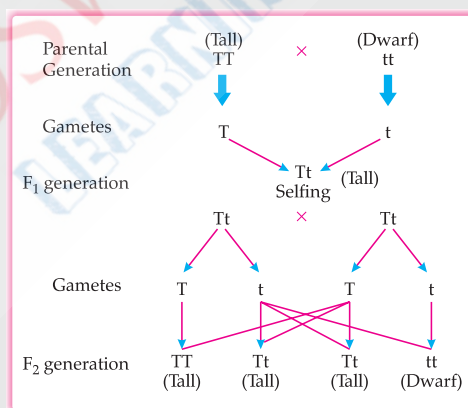 Parental Generation
(Tall) TT × (Dwarf) tt
Gametes T t
F₁ generation Tt (Tall)
Selfing
Tt × Tt
Gametes T t T t
F₂ generation TT Tt Tt tt
(Tall) (Tall) (Tall) (Dwarf)
LEARN